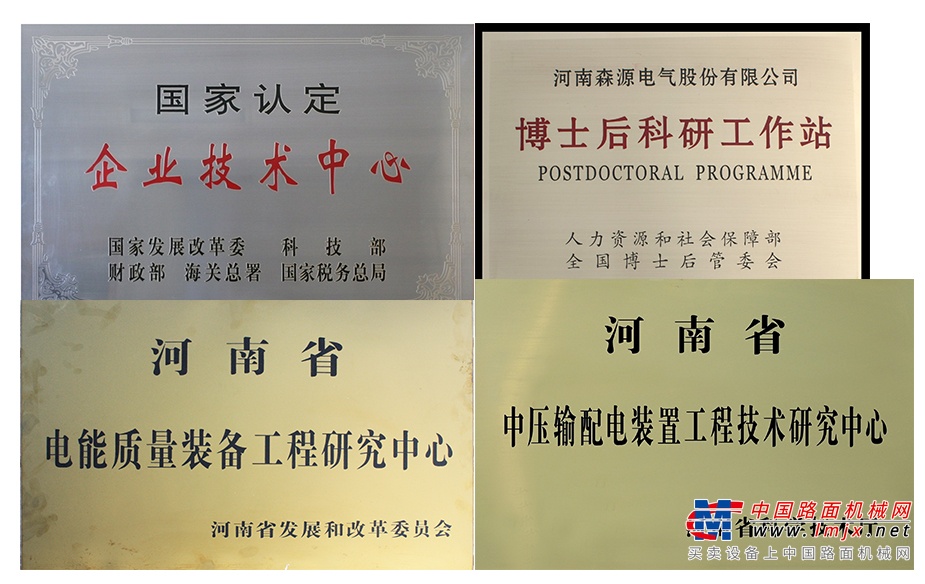 国家认定
企业技术中心
国家发展改革委 科技部
财政部 海关总署 国家税务总局
河南森源电气股份有限公司
博士后科研工作站
POSTDOCTORAL PROGRAMME
人力资源和社会保障部
全国博士后管委会
河南省
电能质量装备工程研究中心
河南省发展和改革委员会
河南省
中压输配电装置工程技术研究中心
中国路面机械网
www.lmjx.net
买卖设备上中国路面机械网